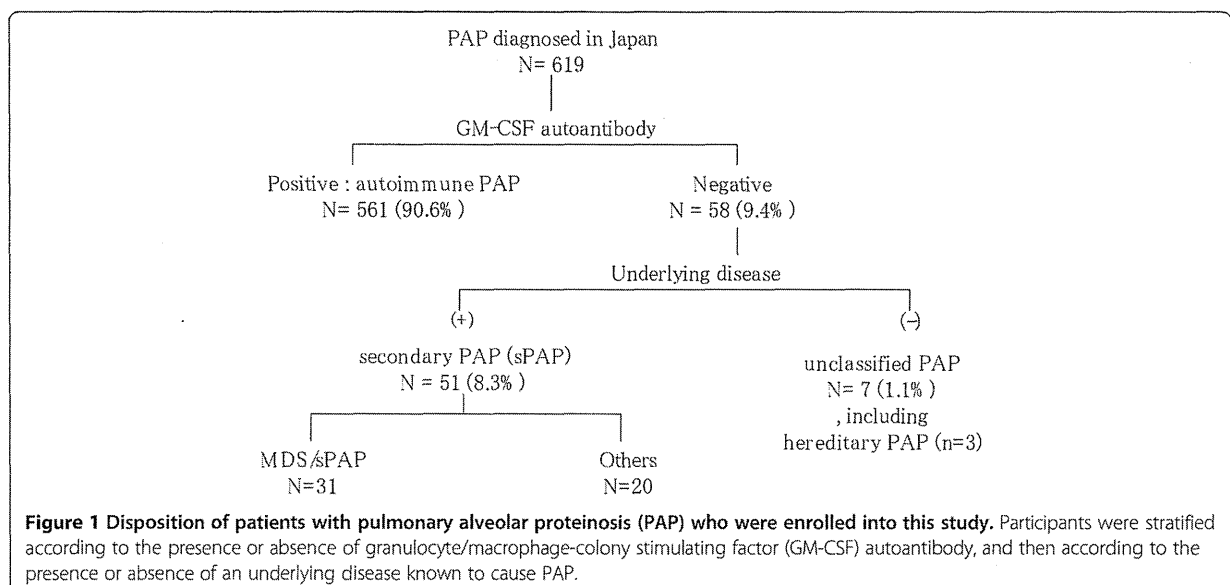 PAP diagnosed in Japan
N= 619
GM-CSF autoantibody
Positive : autoimmune PAP
N= 561 (90.6% )
Negative
N = 58 (9.4% )
Underlying disease
(+)
(-)
secondary PAP (sPAP)
N = 51 (8.3% )
unclassified PAP
N= 7 (1.1% )
, including
hereditary PAP (n=3)
MDS/sPAP
N=31
Others
N=20
Figure 1 Disposition of patients with pulmonary alveolar proteinosis (PAP) who were enrolled into this study. Participants were stratified
according to the presence or absence of granulocyte/macrophage-colony stimulating factor (GM-CSF) autoantibody, and then according to the
presence or absence of an underlying disease known to cause PAP.